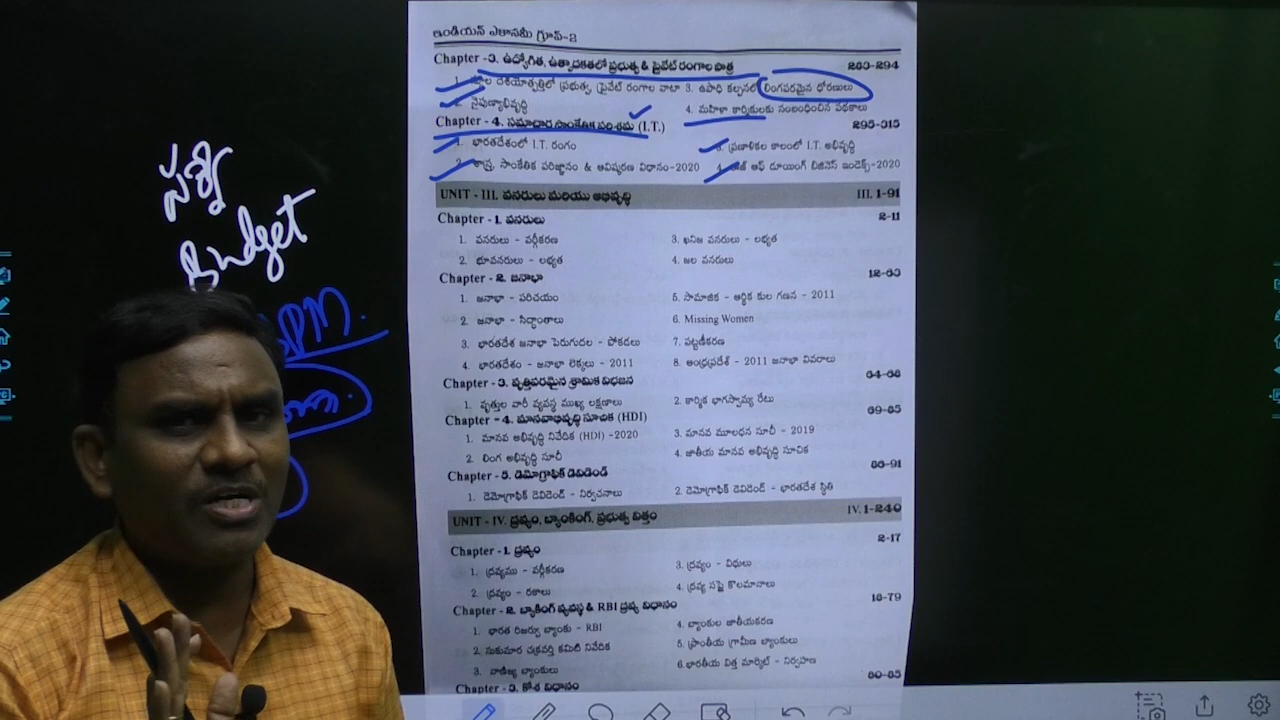 ఇండియన్ ఎకానమీ గ్రూప్-2
Chapter -3. ఉద్యోగిత, ఉత్పాదకతలో ప్రభుత్వ & ప్రైవేట్ రంగాల పాత్ర 263-294
1. స్థూల దేశీయోత్పత్తిలో ప్రభుత్వ, ప్రైవేట్ రంగాల వాటా 3. ఉపాధి కల్పనలో లింగపరమైన ధోరణులు
2. నైపుణ్యాభివృద్ధి 4. మహిళా కార్మికులకు సంబంధించిన పథకాలు
Chapter - 4. సమాచార సాంకేతిక పరిశ్రమ (I.T.) 295-315
1. భారతదేశంలో I.T. రంగం 3. ప్రణాళికల కాలంలో I.T. అభివృద్ధి
2. శాస్త్ర, సాంకేతిక పరిజ్ఞానం & ఆవిష్కరణ విధానం-2020 4. ఈజ్ ఆఫ్ డూయింగ్ బిజినెస్ ఇండెక్స్-2020
UNIT - III. వనరులు మరియు అభివృద్ధి III. 1-91
Chapter - 1. వనరులు 2-11
1. వనరులు - వర్గీకరణ 3. ఖనిజ వనరులు - లభ్యత
2. భూవనరులు - లభ్యత 4. జల వనరులు
Chapter - 2. జనాభా 12-63
1. జనాభా - పరిచయం 5. సామాజిక - ఆర్థిక కుల గణన - 2011
2. జనాభా - సిద్ధాంతాలు 6. Missing Women
3. భారతదేశ జనాభా పెరుగుదల - పోకడలు 7. పట్టణీకరణ
4. భారతదేశం - జనాభా లెక్కలు - 2011 8. ఆంధ్రప్రదేశ్ - 2011 జనాభా వివరాలు
Chapter - 3. వృత్తిపరమైన శ్రామిక విభజన 64-68
1. వృత్తుల వారీ వ్యవస్థ ముఖ్య లక్షణాలు 2. కార్మిక భాగస్వామ్య రేటు
Chapter - 4. మానవాభివృద్ధి సూచిక (HDI) 69-85
1. మానవ అభివృద్ధి నివేదిక (HDI) -2020 3. మానవ మూలధన సూచీ - 2019
2. లింగ అభివృద్ధి సూచీ 4. జాతీయ మానవ అభివృద్ధి సూచిక
Chapter - 5. డెమోగ్రాఫిక్ డివిడెండ్ 86-91
1. డెమోగ్రాఫిక్ డెవిడెండ్ - నిర్వచనాలు 2. డెమోగ్రాఫిక్ డెవిడెండ్ - భారతదేశ స్థితి
UNIT - IV. ద్రవ్యం, బ్యాంకింగ్, ప్రభుత్వ విత్తం IV. 1-240
Chapter - 1. ద్రవ్యం 2-17
1. ద్రవ్యము - వర్గీకరణ 3. ద్రవ్యం - విధులు
2. ద్రవ్యం - రకాలు 4. ద్రవ్య సప్లై కొలమానాలు
Chapter - 2. బ్యాకింగ్ వ్యవస్థ & RBI ద్రవ్య విధానం 18-79
1. భారత రిజర్వు బ్యాంకు - RBI 4. బ్యాంకుల జాతీయకరణ
2. సుకుమార చక్రవర్తి కమిటీ నివేదిక 5. ప్రాంతీయ గ్రామీణ బ్యాంకులు
3. వాణిజ్య బ్యాంకులు 6. భారతీయ విత్త మార్కెట్ - నిర్వహణ
Chapter - 3. కోశ విధానం 80-85
Budget